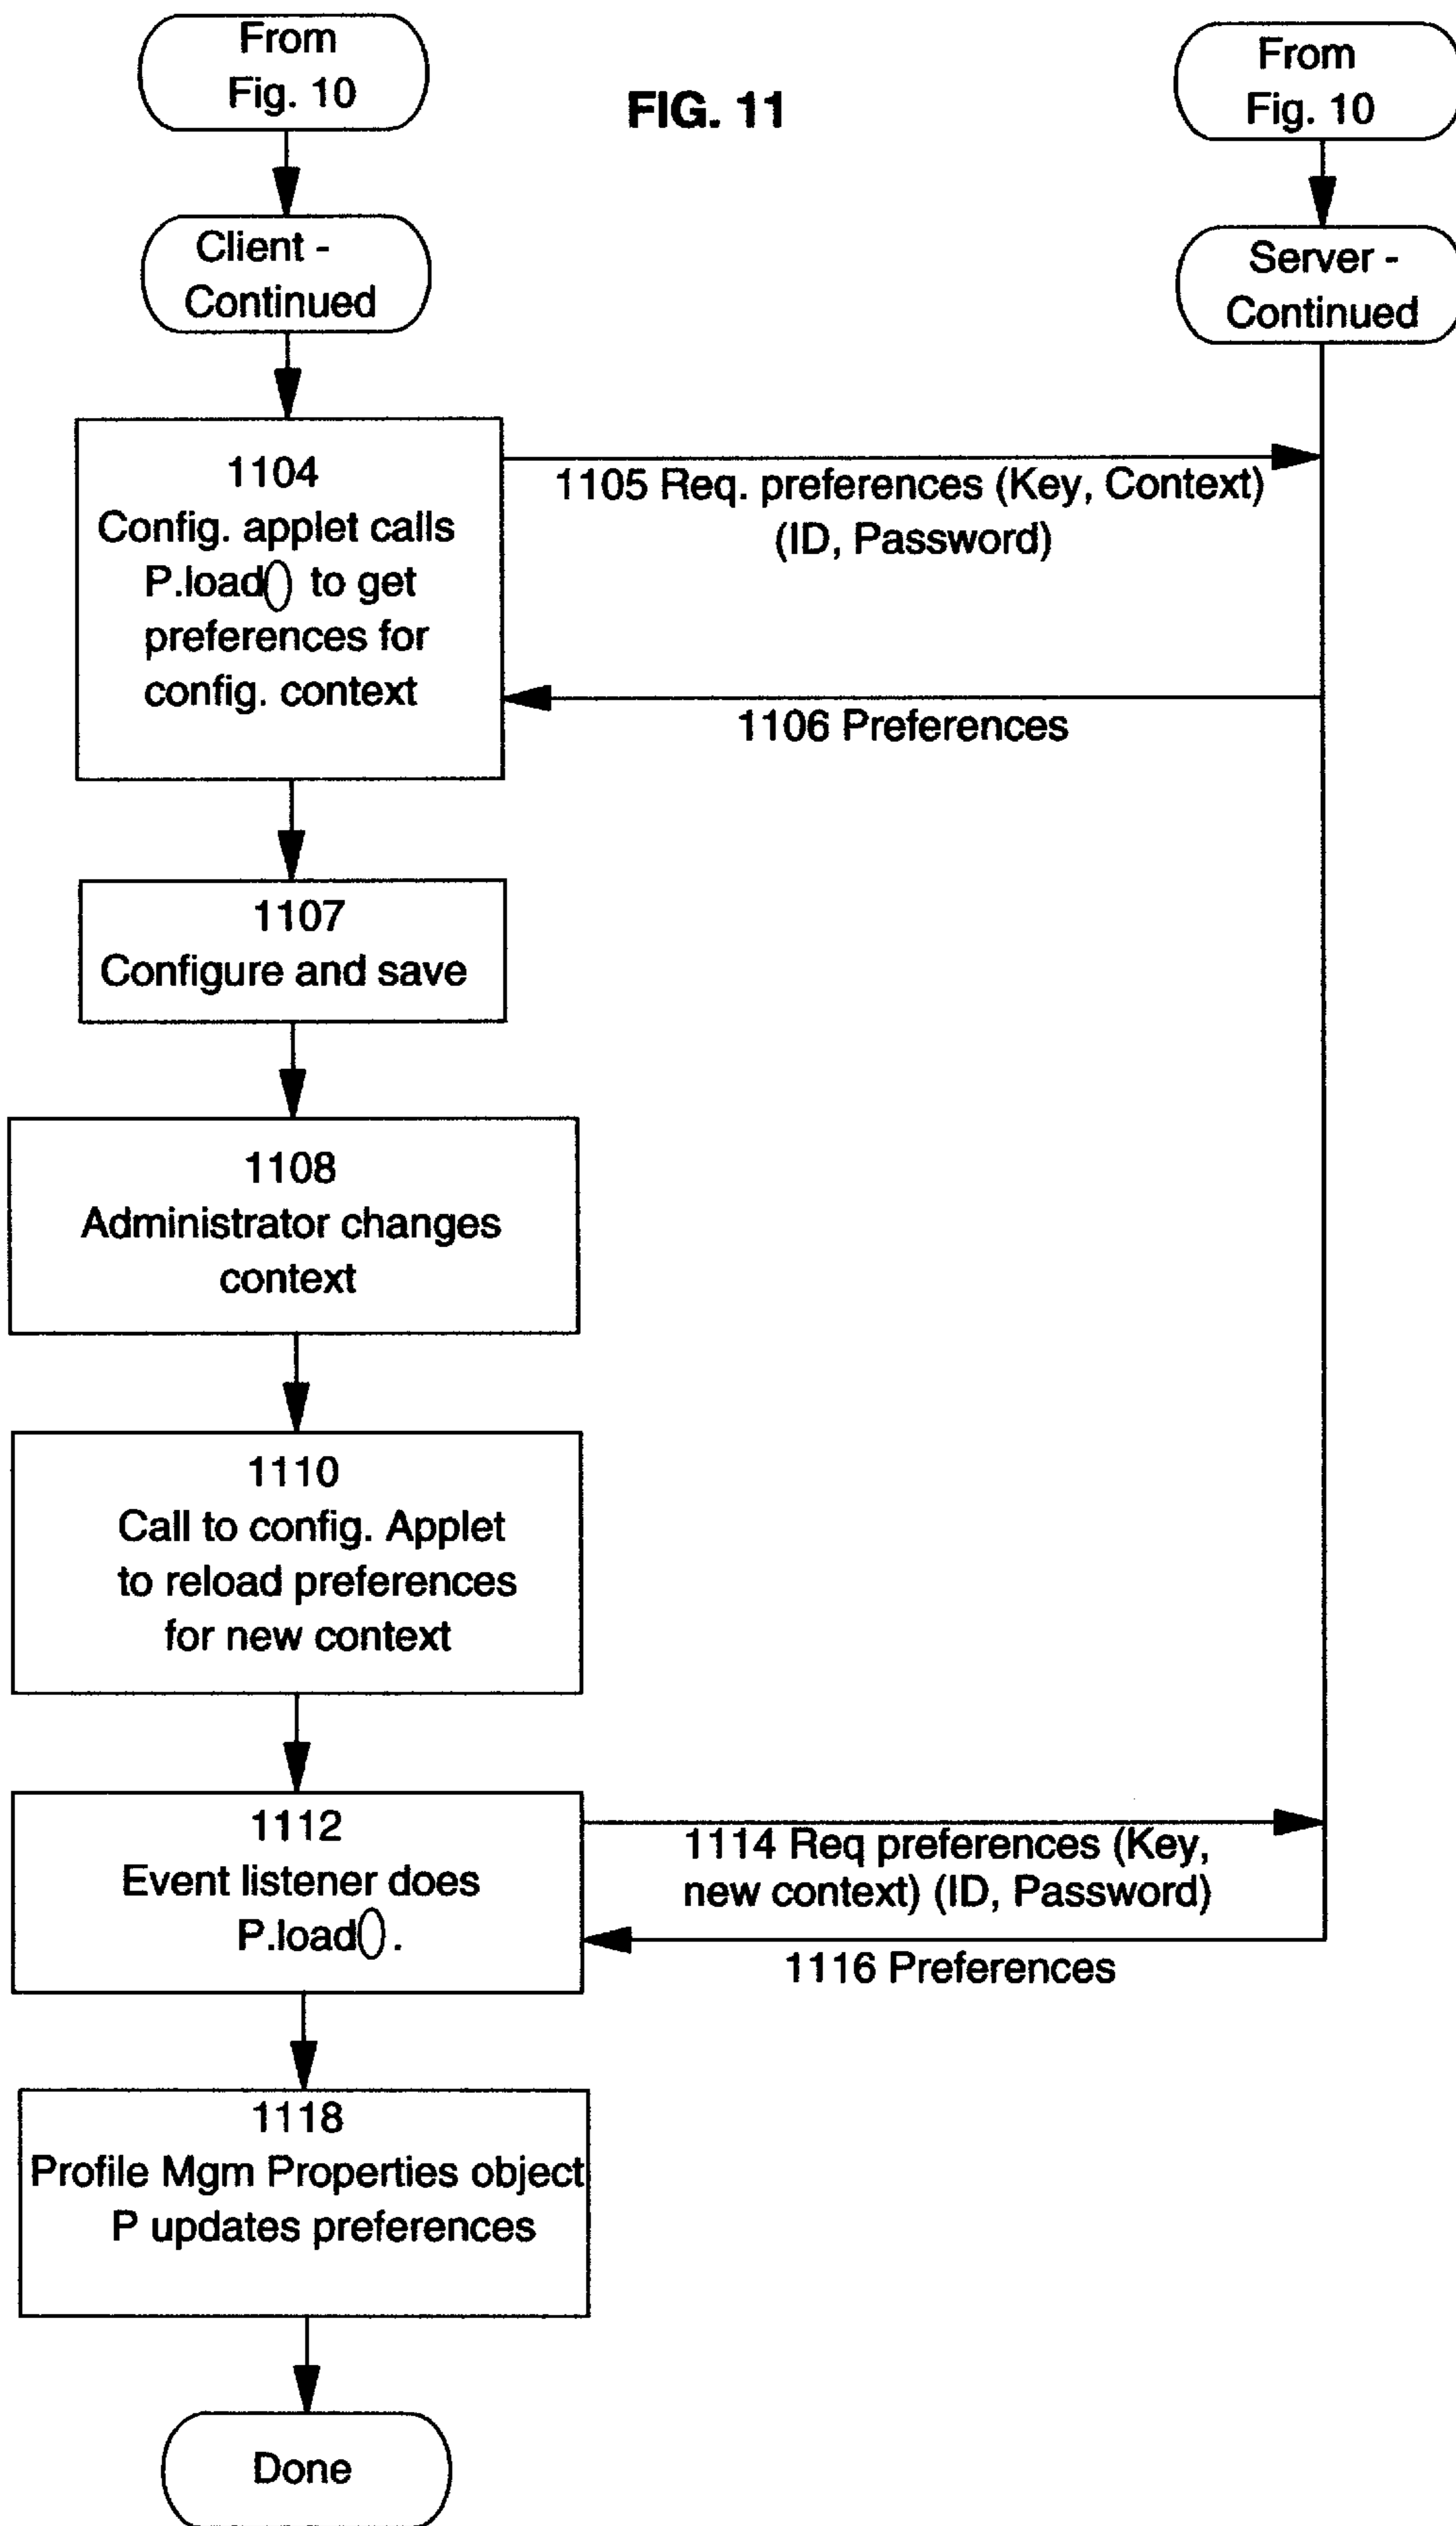 From
Fig. 10
FIG. 11
From
Fig. 10
Client -
Continued
Server -
Continued
1104
Config. applet calls
P.load() to get
preferences for
config. context
1105 Req. preferences (Key, Context)
(ID, Password)
1106 Preferences
1107
Configure and save
1108
Administrator changes
context
1110
Call to config. Applet
to reload preferences
for new context
1112
Event listener does
P.load().
1114 Req preferences (Key,
new context) (ID, Password)
1116 Preferences
1118
Profile Mgm Properties object
P updates preferences
Done